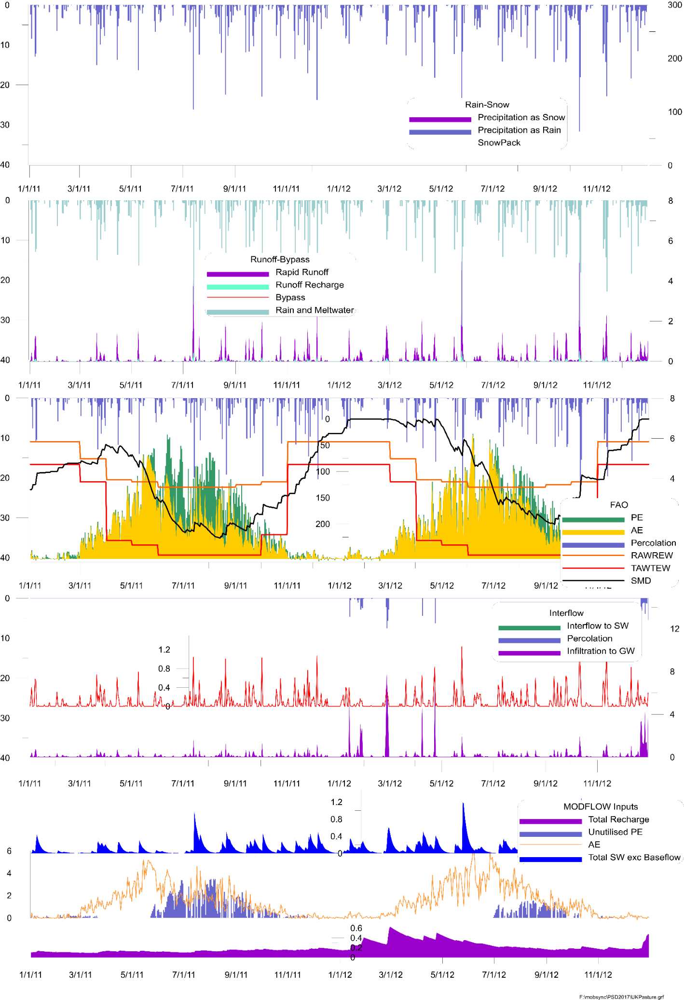 0
300
10
200
20
Rain-Snow
100
Precipitation as Snow
30
Precipitation as Rain
SnowPack
40
0
1/1/11 3/1/11 5/1/11 7/1/11 9/1/11 11/1/11 1/1/12 3/1/12 5/1/12 7/1/12 9/1/12 11/1/12
0
8
10
6
Runoff-Bypass
Rapid Runoff
20
4
Runoff Recharge
Bypass
Rain and Meltwater
30
2
40
0
1/1/11 3/1/11 5/1/11 7/1/11 9/1/11 11/1/11 1/1/12 3/1/12 5/1/12 7/1/12 9/1/12 11/1/12
0
8
0
10
50
6
100
20
4
150
FAO
30
PE
200
AE
Percolation
40
RAWREW
TAWTEW
SMD
1/1/11 3/1/11 5/1/11 7/1/11 9/1/11 11/1/11 1/1/12 3/1/12 5/1/12 7/1/12 9/1/12
0
Interflow
Interflow to SW
12
10
Percolation
1.2
Infiltration to GW
0.8
8
20
0.4
0
30
4
40
0
1/1/11 3/1/11 5/1/11 7/1/11 9/1/11 11/1/11 1/1/12 3/1/12 5/1/12 7/1/12 9/1/12 11/1/12
1.2
MODFLOW Inputs
0.8
Total Recharge
Unutilised PE
0.4
AE
6
0
Total SW exc Baseflow
4
2
0
0.6
0.4
0.2
0
1/1/11 3/1/11 5/1/11 7/1/11 9/1/11 11/1/11 1/1/12 3/1/12 5/1/12 7/1/12 9/1/12 11/1/12
F:\mobsync\PSD2017\UKPasture.grf